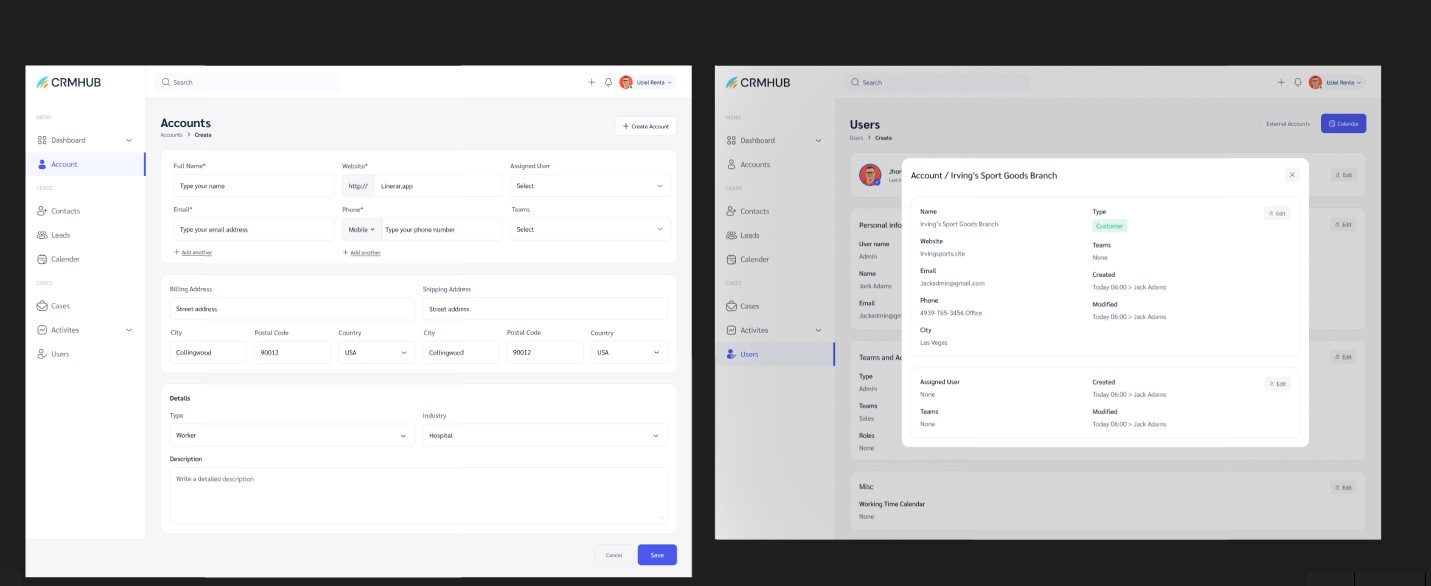 CRMHUB
Search
Uziel Renta
MENU
Dashboard
Account
LEADS
Contacts
Leads
Calender
CASES
Cases
Activites
Users
Accounts
Accounts > Create
+ Create Account
Full Name* Website* Assigned User
Type your name http:// Linerar.app Select
Email* Phone* Teams
Type your email address Mobile Type your phone number Select
+ Add another + Add another
Billing Address Shipping Address
Street address Street address
City Postal Code Country City Postal Code Country
Collingwood 90012 USA Collingwood 90012 USA
Details
Type Industry
Worker Hospital
Description
Write a detailed description
Cancel Save
CRMHUB
Search
Uziel Renta
MENU
Dashboard
Accounts
LEADS
Contacts
Leads
Calender
CASES
Cases
Activites
Users
Users
Users > Create
External Accounts Calendar
Jhor
Last
Edit
Personal info
Edit
User name
Admin
Name
Jack Adams
Email
Jackadmin@gm
Teams and Ac
Edit
Type
Admin
Teams
Sales
Roles
None
Misc
Edit
Working Time Calendar
None
Account / Irving's Sport Goods Branch
Edit
Name
Irving's Sport Goods Branch
Website
Irvingsports.site
Email
Jackadmin@gmail.com
Phone
4939-765-3456 Office
City
Las Vegas
Type
Customer
Teams
None
Created
Today 06:00 > Jack Adams
Modified
Today 06:00 > Jack Adams
Edit
Assigned User
None
Teams
None
Created
Today 06:00 > Jack Adams
Modified
Today 06:00 > Jack Adams